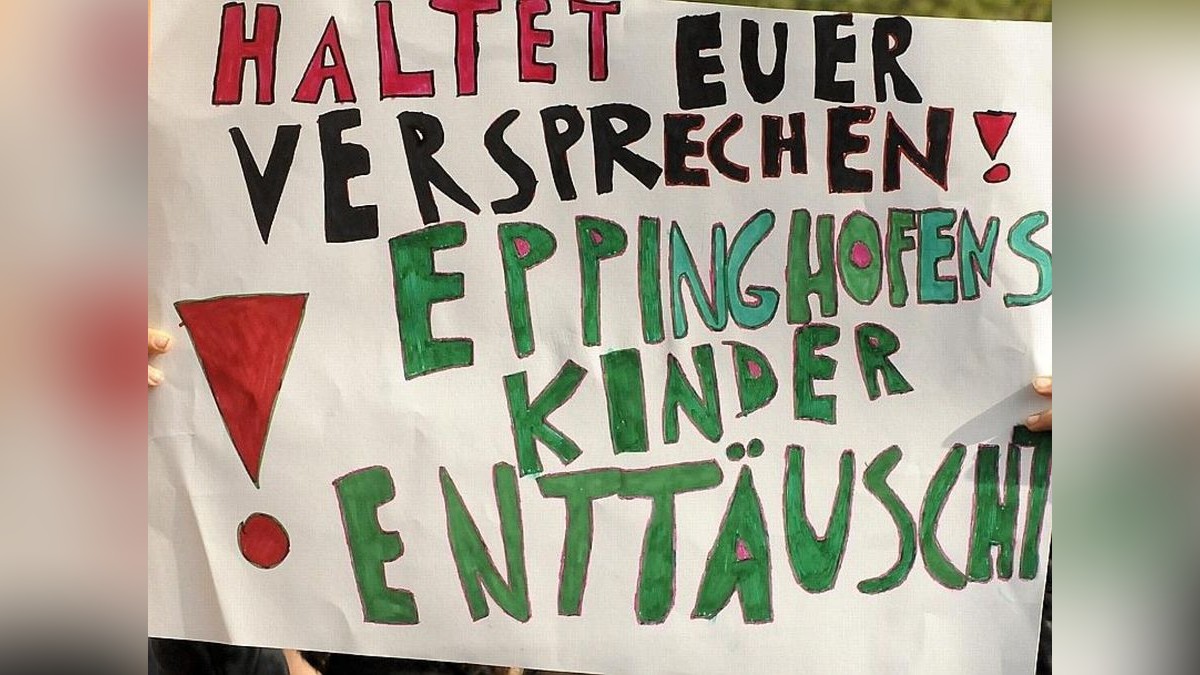 HALTET EUER
VERSPRECHEN!
EPPINGHOFENS
KINDER
! ENTTÄUSCHT